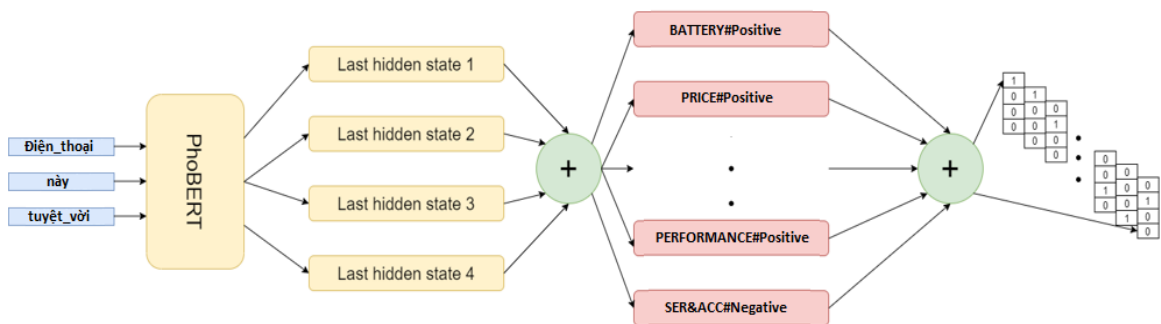 Điện_thoại
này
tuyệt_vời
PhoBERT
Last hidden state 1
Last hidden state 2
Last hidden state 3
Last hidden state 4
+
BATTERY#Positive
PRICE#Positive
PERFORMANCE#Positive
SER&ACC#Negative
+
1
0
0
0
1
0
0
0
0
1
0
0
0
0
1
0
0
0
0
1
0
1
0
0